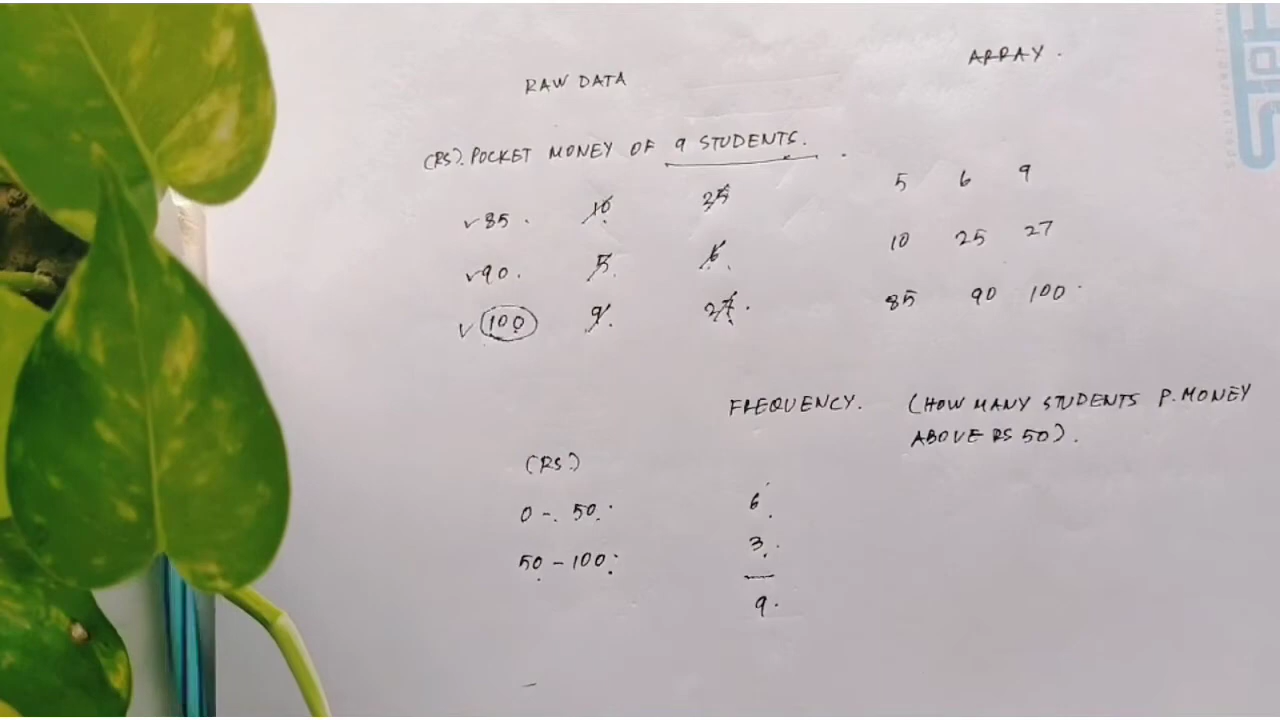 RAW DATA
ARRAY.
(RS). POCKET MONEY OF 9 STUDENTS.
✓ 85. 10 25
✓ 90. 5 6
✓ 100 9 27.
5 6 9
10 25 27
85 90 100.
FREQUENCY. (HOW MANY STUDENTS P. MONEY
ABOVE RS 50).
(RS)
0 - 50. 6
50 - 100. 3
9.